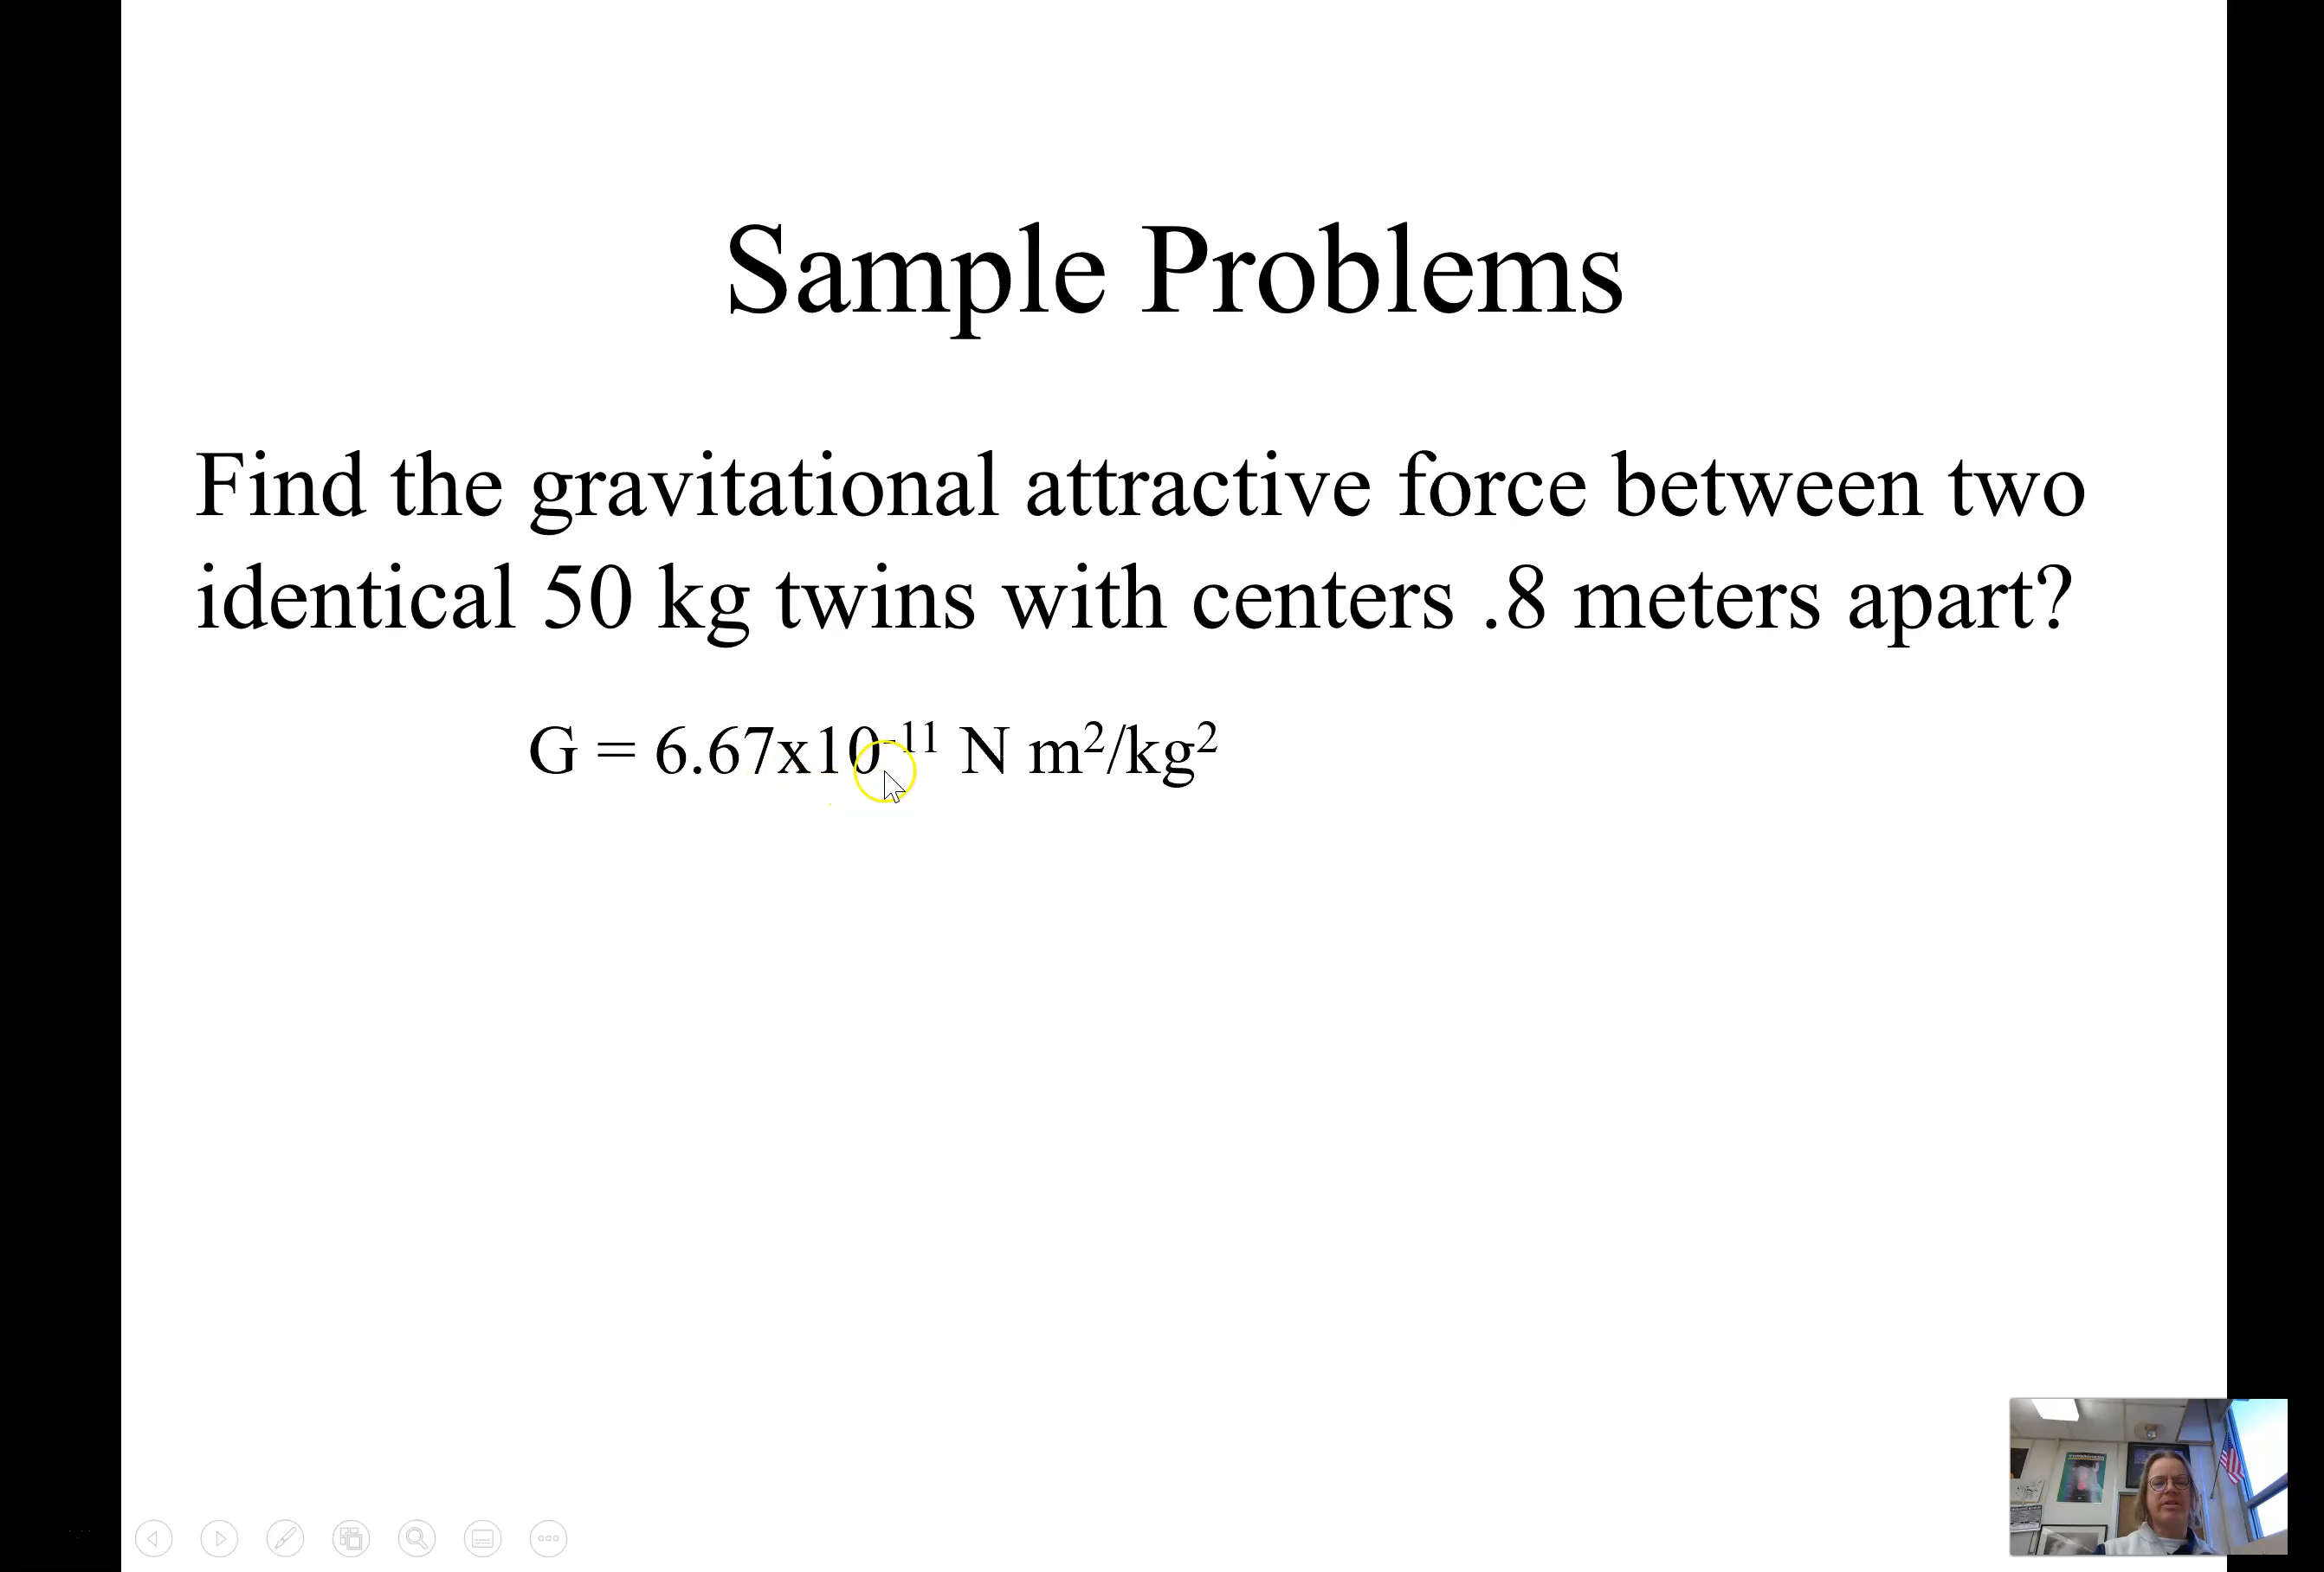 Sample Problems
Find the gravitational attractive force between two
identical 50 kg twins with centers .8 meters apart?
G = 6.67x10⁻¹¹ N m²/kg²